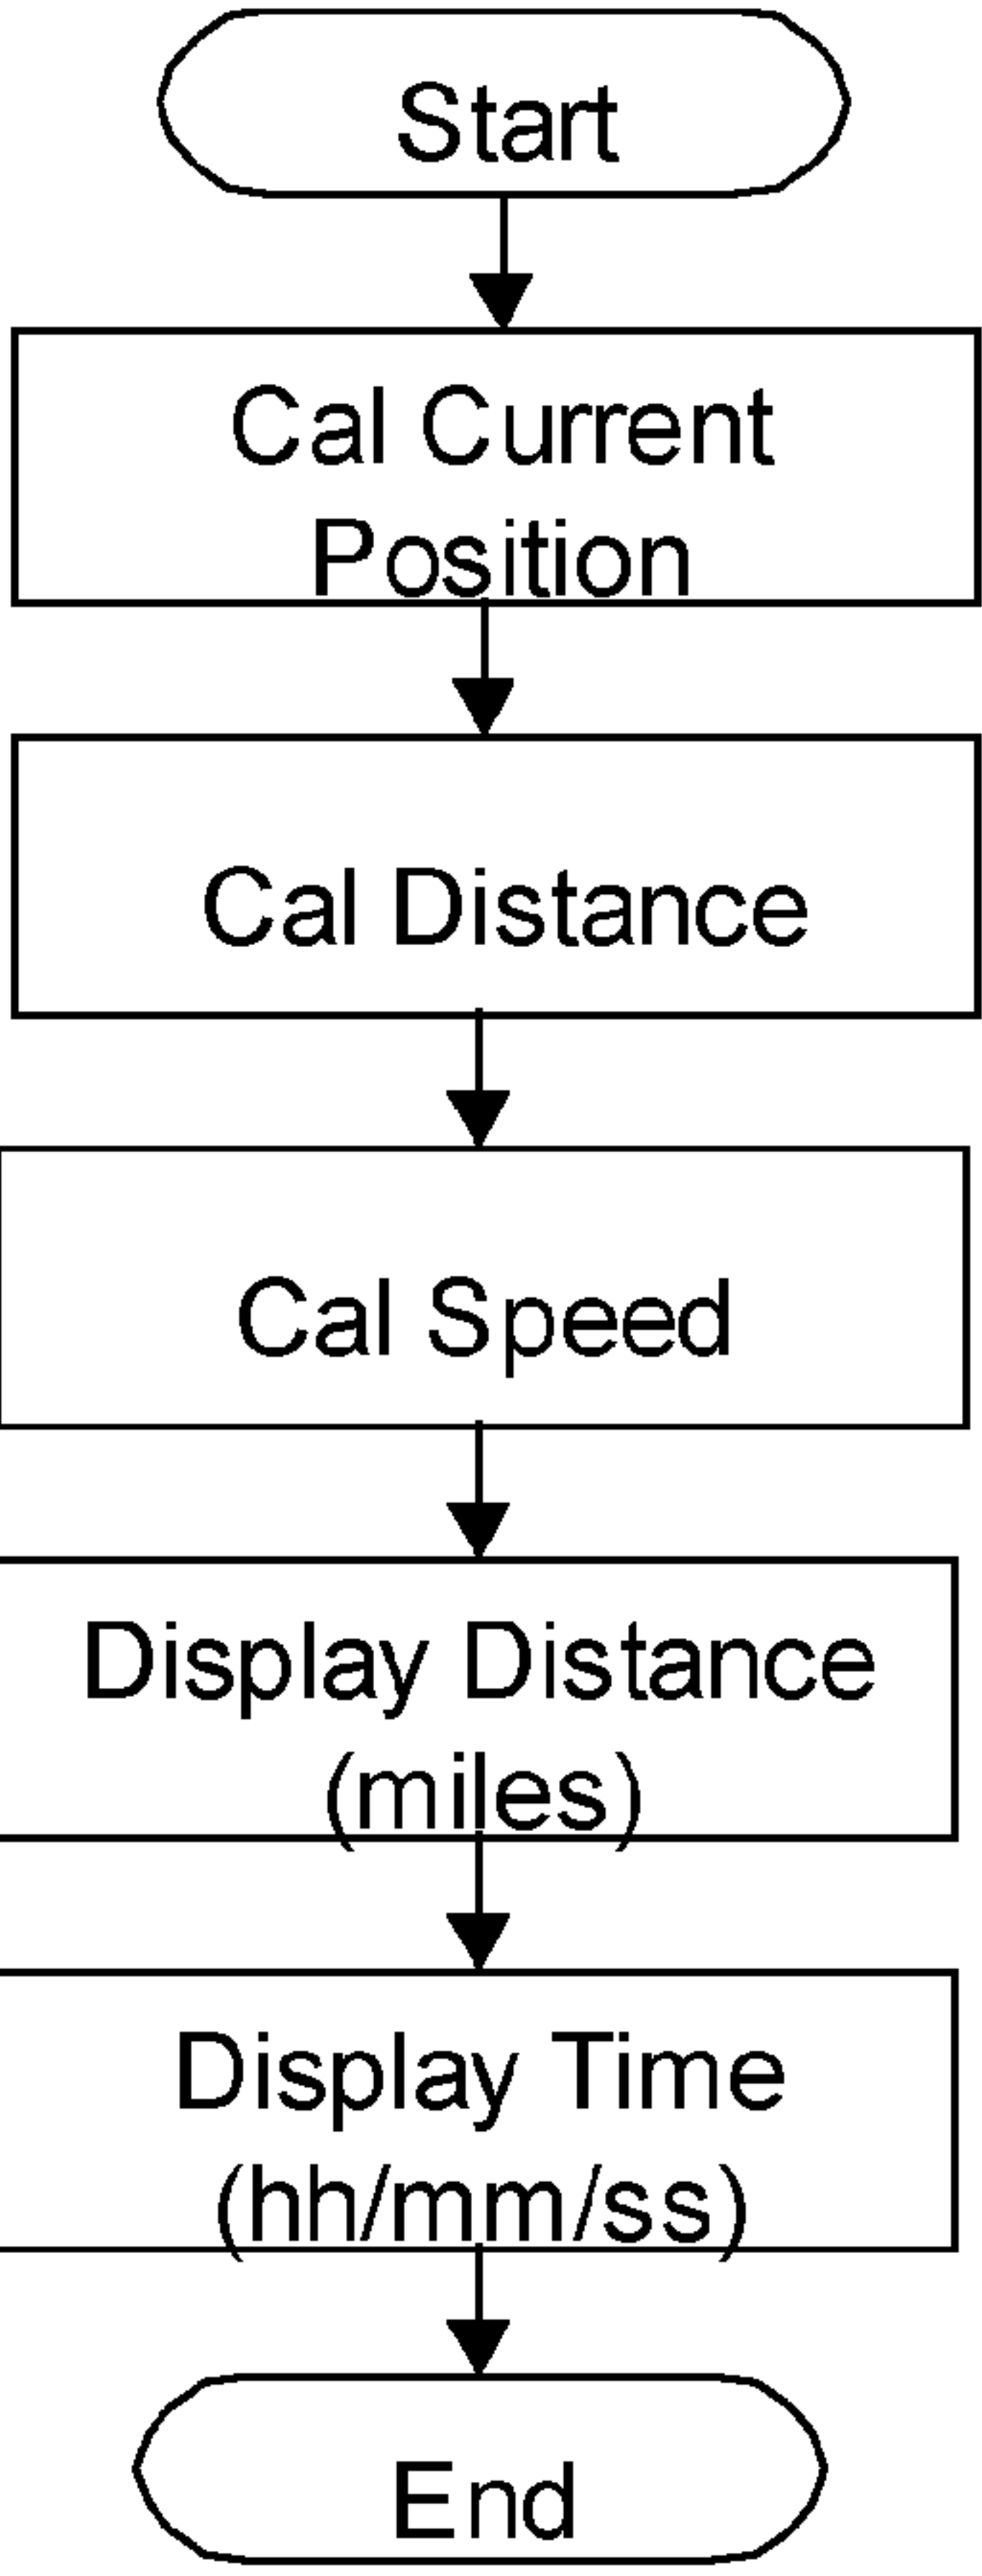 Start
Cal Current
Position
Cal Distance
Cal Speed
Display Distance
(miles)
Display Time
(hh/mm/ss)
End